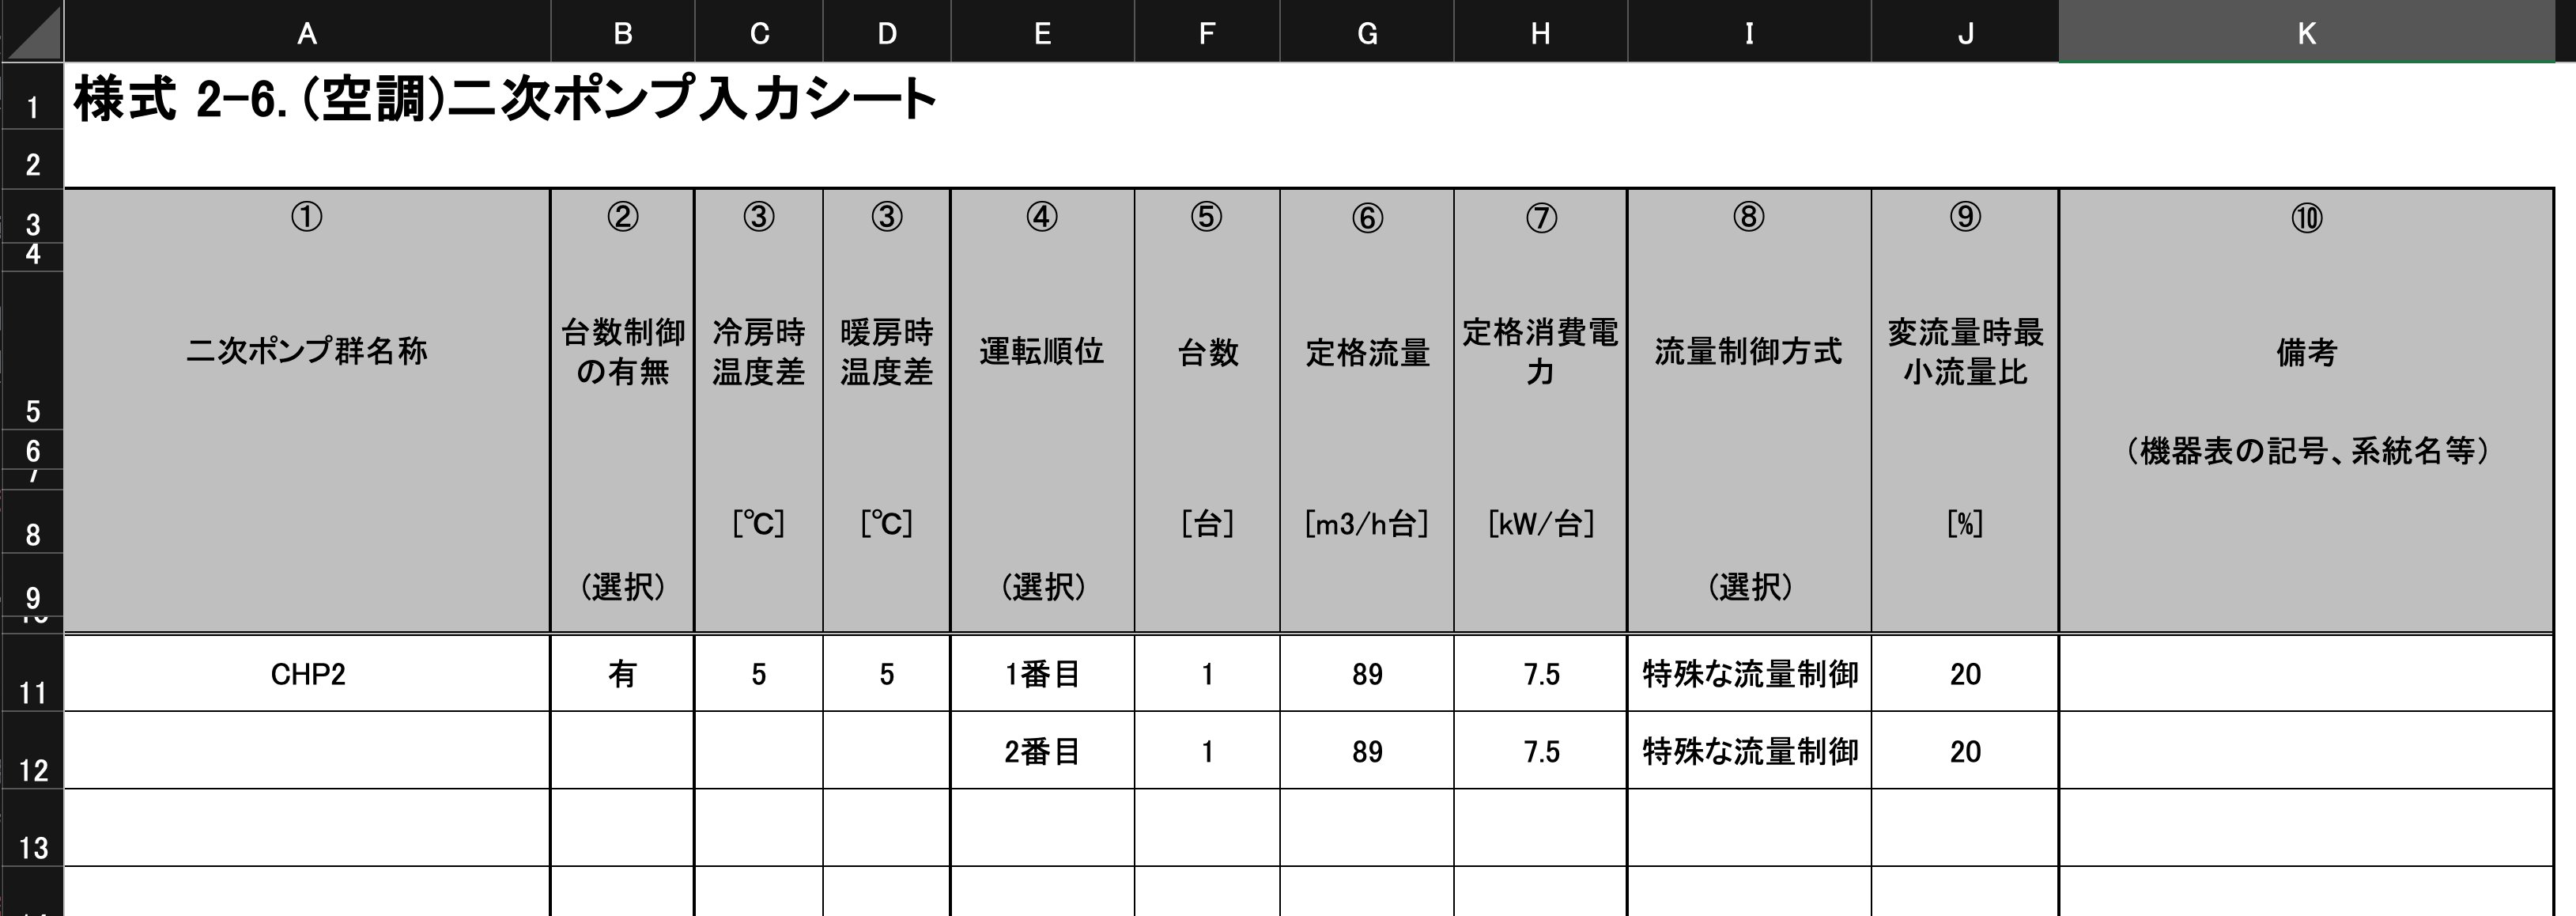 A B C D E F G H I J K
1 様式 2-6.(空調)二次ポンプ入力シート
2
3 ① ② ③ ③ ④ ⑤ ⑥ ⑦ ⑧ ⑨ ⑩
4
二次ポンプ群名称 台数制御の有無 冷房時温度差 暖房時温度差 運転順位 台数 定格流量 定格消費電力 流量制御方式 変流量時最小流量比 備考
5
6 (機器表の記号、系統名等)
7
8 [℃] [℃] [台] [m3/h台] [kW/台] [%]
9 (選択) (選択) (選択)
10
11 CHP2 有 5 5 1番目 1 89 7.5 特殊な流量制御 20
12 2番目 1 89 7.5 特殊な流量制御 20
13